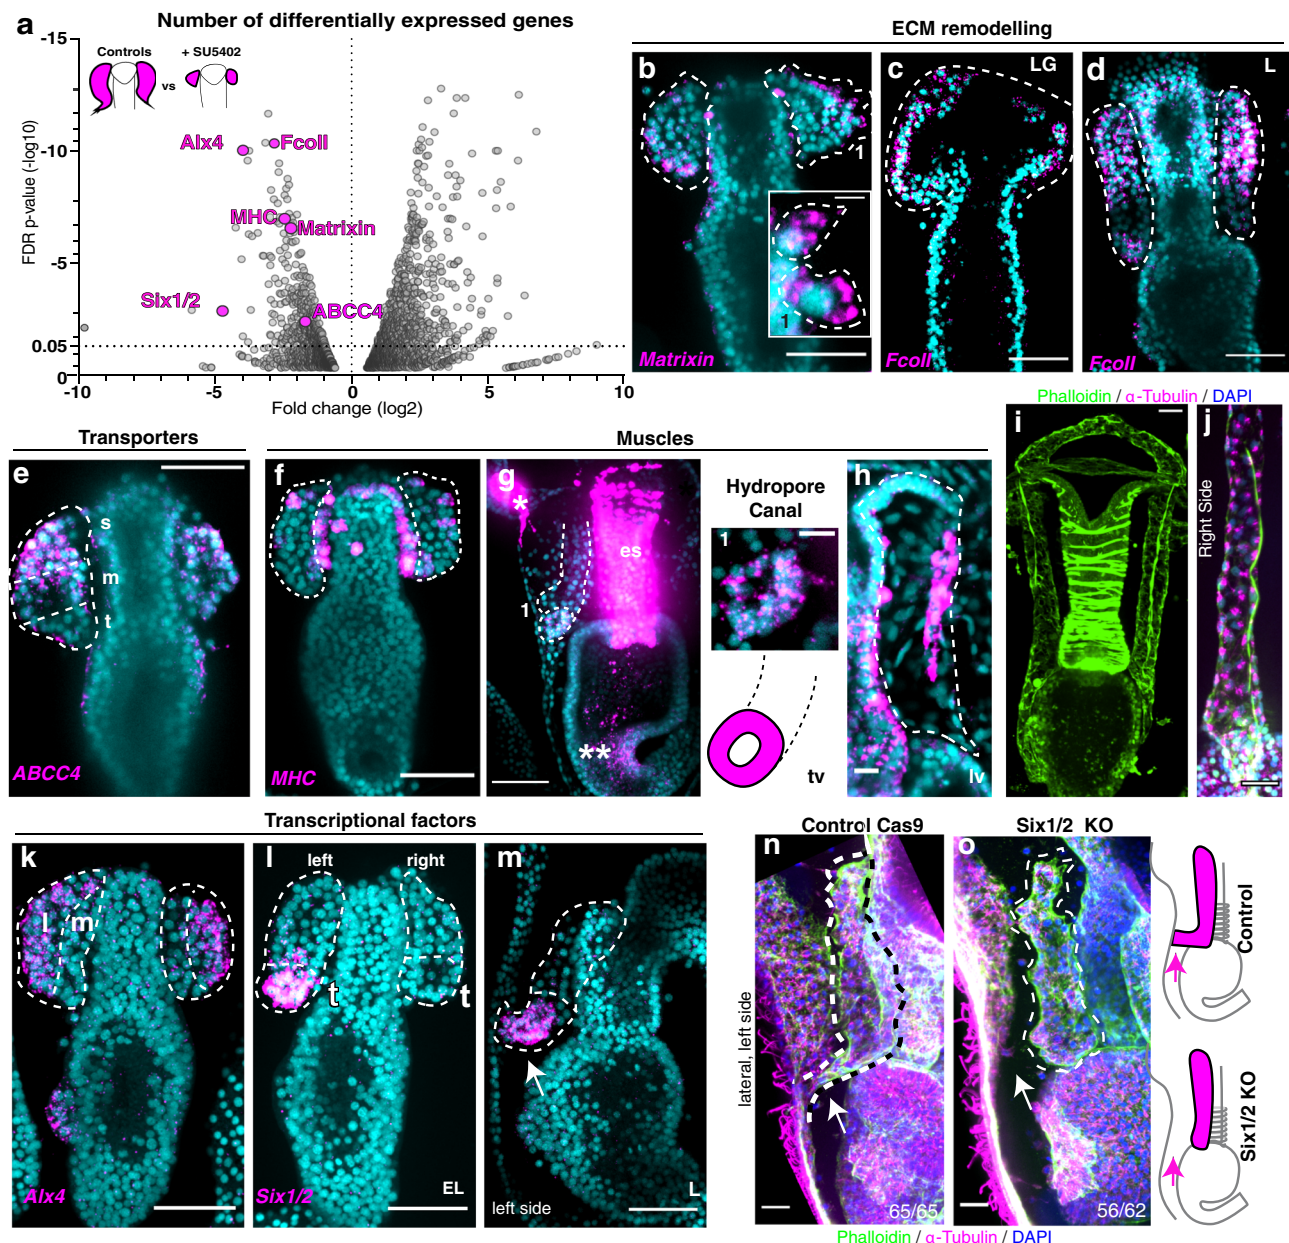 a
Number of differentially expressed genes
Controls
vs
+ SU5402
-15
-10
-5
0.05
0
FDR p-value (-log10)
-10
-5
0
5
10
Fold change (log2)
Alx4
Fcoll
MHC
Matrixin
Six1/2
ABCC4
ECM remodelling
b
1
1
Matrixin
c
LG
Fcoll
d
L
Fcoll
Transporters
e
s
m
t
ABCC4
Muscles
f
MHC
g
*
es
1
**
Hydropore
Canal
1
tv
h
lv
Phalloidin / α-Tubulin / DAPI
i
j
Right Side
Transcriptional factors
k
l
m
Alx4
l
left
right
t
t
Six1/2
EL
m
left side
L
Control Cas9
n
lateral, left side
65/65
Six1/2 KO
o
56/62
Phalloidin / α-Tubulin / DAPI
Control
Six1/2 KO